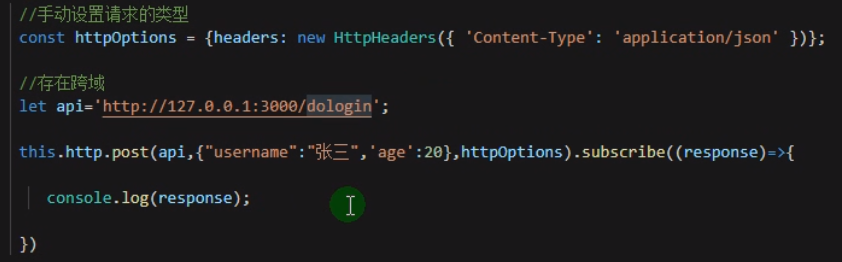 //手动设置请求的类型
const httpOptions = {headers: new HttpHeaders({ 'Content-Type': 'application/json' })};
//存在跨域
let api='http://127.0.0.1:3000/dologin';
this.http.post(api,{"username":"张三",'age':20},httpOptions).subscribe((response)=>{
console.log(response);
})